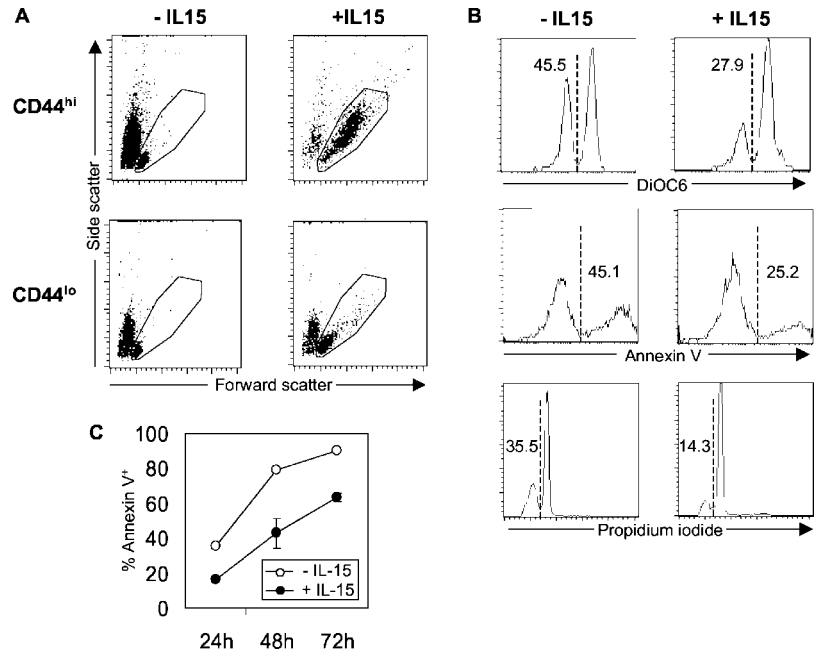 A
- IL15
+IL15
CD44hi
CD44lo
Side scatter
Forward scatter
B
- IL15
+ IL15
45.5
27.9
DiOC6
45.1
25.2
Annexin V
35.5
14.3
Propidium iodide
C
% Annexin V+
100
80
60
40
20
0
- IL-15
+ IL-15
24h 48h 72h